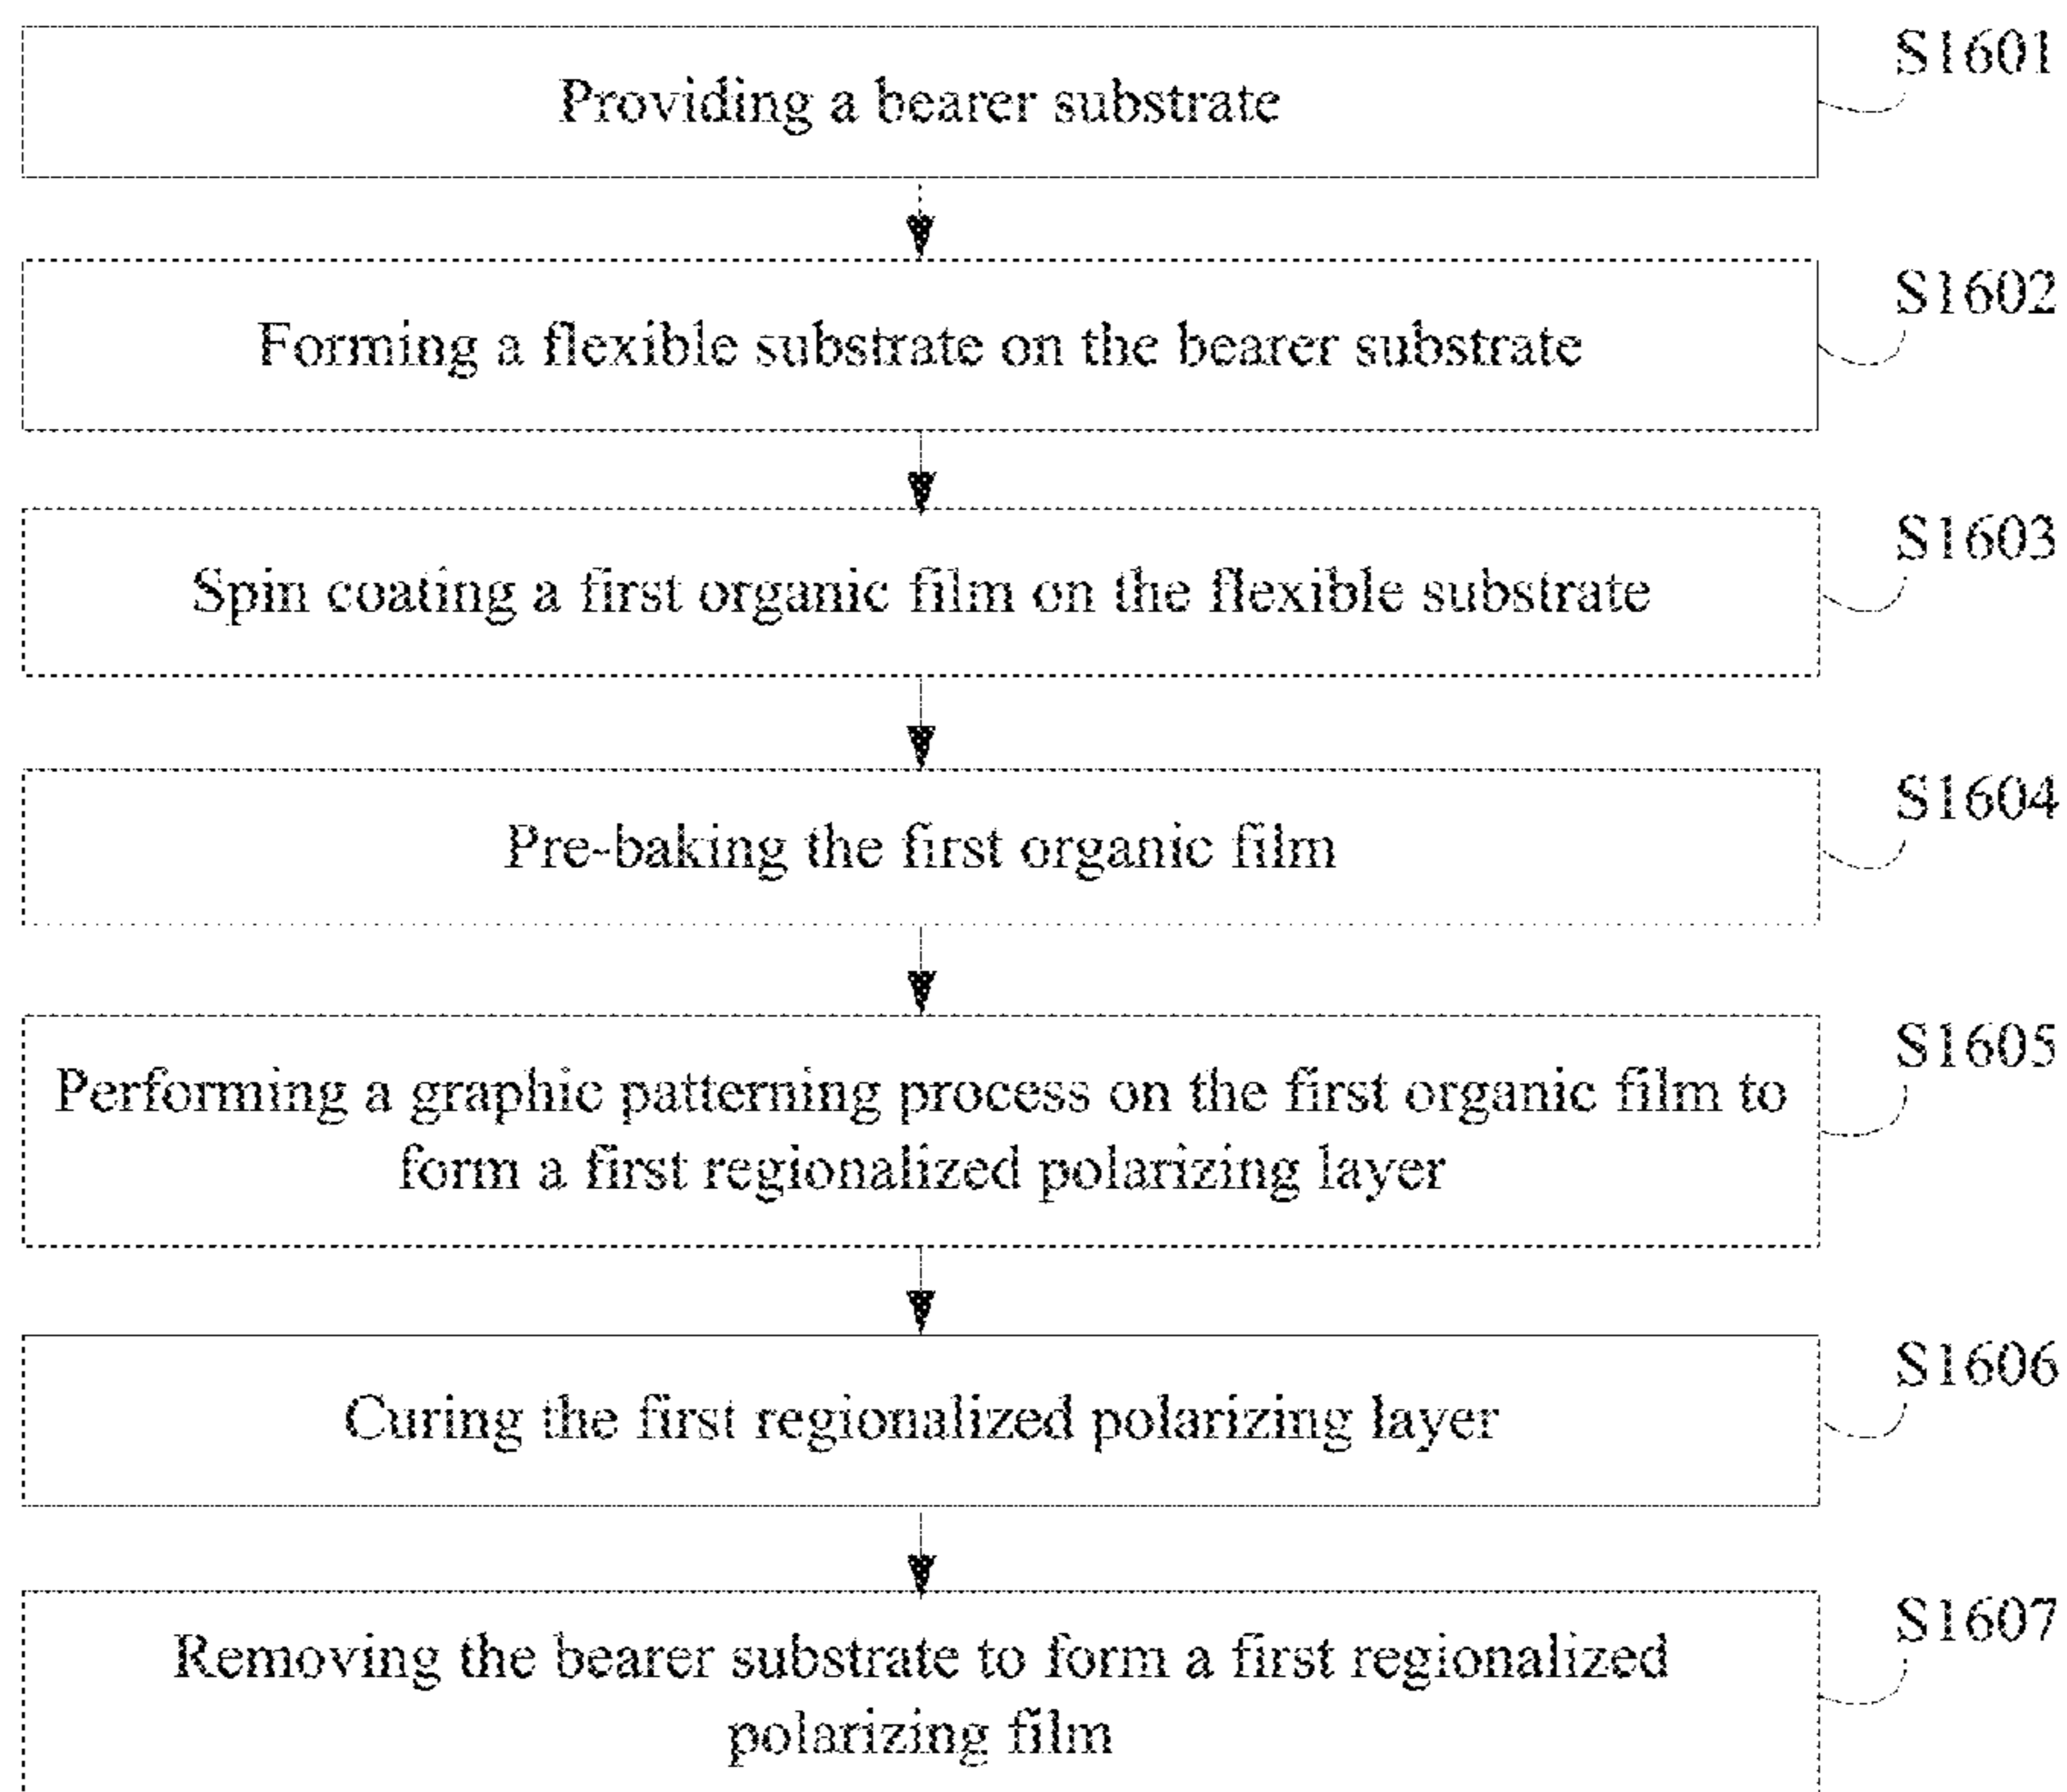 Providing a bearer substrate
S1601
Forming a flexible substrate on the bearer substrate
S1602
Spin coating a first organic film on the flexible substrate
S1603
Pre-baking the first organic film
S1604
Performing a graphic patterning process on the first organic film to
form a first regionalized polarizing layer
S1605
Curing the first regionalized polarizing layer
S1606
Removing the bearer substrate to form a first regionalized
polarizing film
S1607